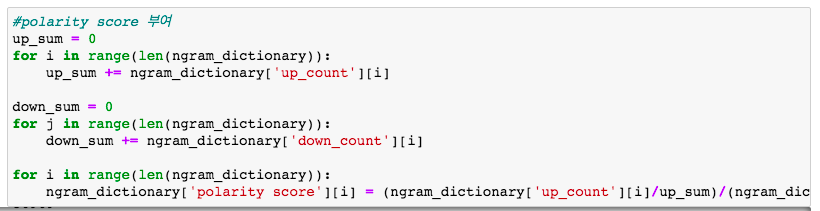 #polarity score 부여
up_sum = 0
for i in range(len(ngram_dictionary)):
    up_sum += ngram_dictionary['up_count'][i]
down_sum = 0
for j in range(len(ngram_dictionary)):
    down_sum += ngram_dictionary['down_count'][i]
for i in range(len(ngram_dictionary)):
    ngram_dictionary['polarity score'][i] = (ngram_dictionary['up_count'][i]/up_sum)/(ngram_dic